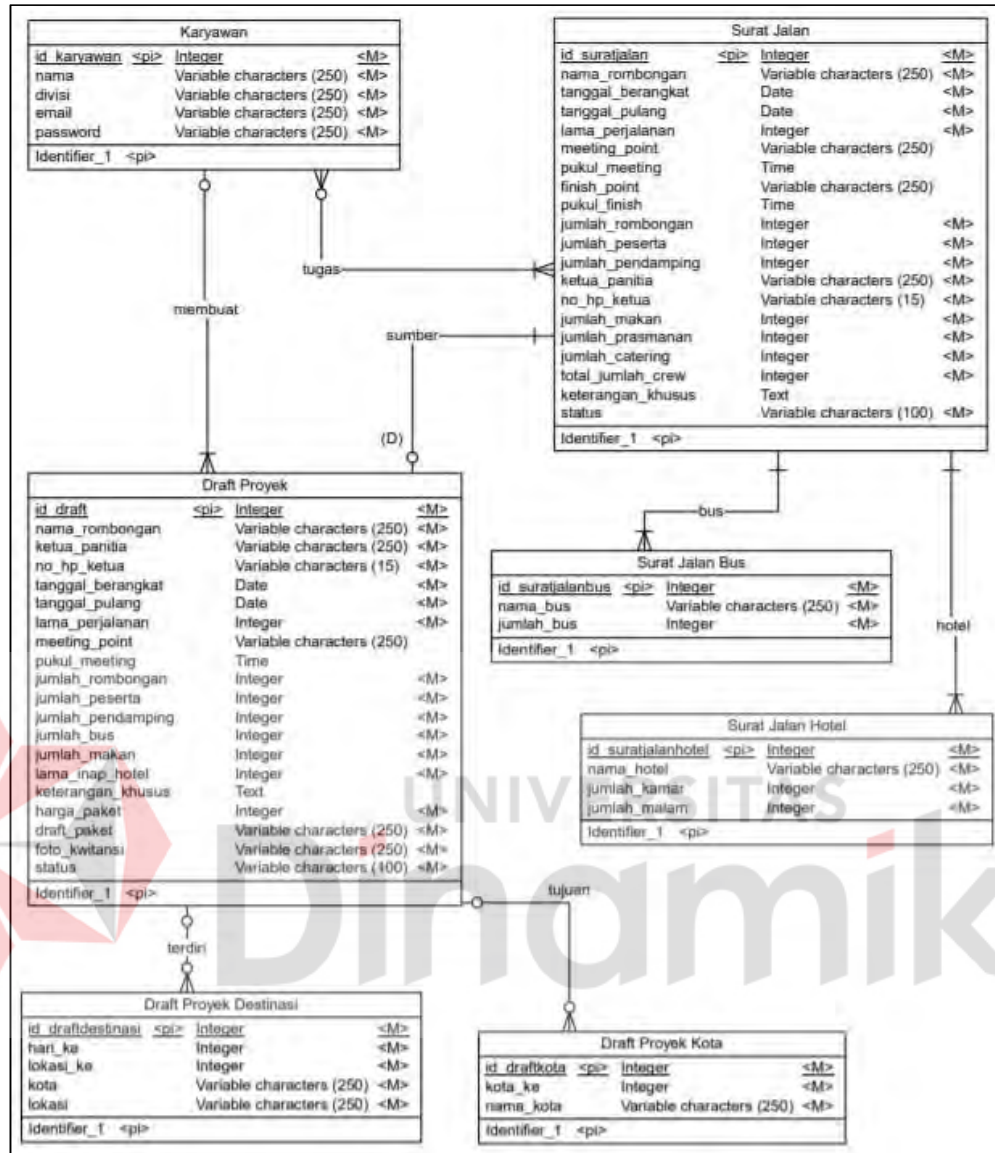 Karyawan
id_karyawan <pi> Integer <M>
nama Variable characters (250) <M>
divisi Variable characters (250) <M>
email Variable characters (250) <M>
password Variable characters (250) <M>
Identifier_1 <pi>
Surat Jalan
id_suratjalan <pi> Integer <M>
nama_rombongan Variable characters (250) <M>
tanggal_berangkat Date <M>
tanggal_pulang Date <M>
lama_perjalanan Integer <M>
meeting_point Variable characters (250)
pukul_meeting Time
finish_point Variable characters (250)
pukul_finish Time
jumlah_rombongan Integer <M>
jumlah_peserta Integer <M>
jumlah_pendamping Integer <M>
ketua_panitia Variable characters (250) <M>
no_hp_ketua Variable characters (15) <M>
jumlah_makan Integer <M>
jumlah_prasmanan Integer <M>
jumlah_catering Integer <M>
total_jumlah_crew Integer <M>
keterangan_khusus Text
status Variable characters (100) <M>
Identifier_1 <pi>
tugas
membuat
sumber
(D)
Draft Proyek
id_draft <pi> Integer <M>
nama_rombongan Variable characters (250) <M>
ketua_panitia Variable characters (250) <M>
no_hp_ketua Variable characters (15) <M>
tanggal_berangkat Date <M>
tanggal_pulang Date <M>
lama_perjalanan Integer <M>
meeting_point Variable characters (250)
pukul_meeting Time
jumlah_rombongan Integer <M>
jumlah_peserta Integer <M>
jumlah_pendamping Integer <M>
jumlah_bus Integer <M>
jumlah_makan Integer <M>
lama_inap_hotel Integer <M>
keterangan_khusus Text
harga_paket Integer <M>
draft_paket Variable characters (250) <M>
foto_kwitansi Variable characters (250) <M>
status Variable characters (100) <M>
Identifier_1 <pi>
bus
Surat Jalan Bus
id_suratjalanbus <pi> Integer <M>
nama_bus Variable characters (250) <M>
jumlah_bus Integer <M>
Identifier_1 <pi>
hotel
Surat Jalan Hotel
id_suratjalanhotel <pi> Integer <M>
nama_hotel Variable characters (250) <M>
jumlah_kamar Integer <M>
jumlah_malam Integer <M>
Identifier_1 <pi>
UNIVERSITAS
Dinamik
tujuan
terdiri
Draft Proyek Destinasi
id_draftdestinasi <pi> Integer <M>
hari_ke Integer <M>
lokasi_ke Integer <M>
kota Variable characters (250) <M>
lokasi Variable characters (250) <M>
Identifier_1 <pi>
Draft Proyek Kota
id_draftkota <pi> Integer <M>
kota_ke Integer <M>
nama_kota Variable characters (250) <M>
Identifier_1 <pi>